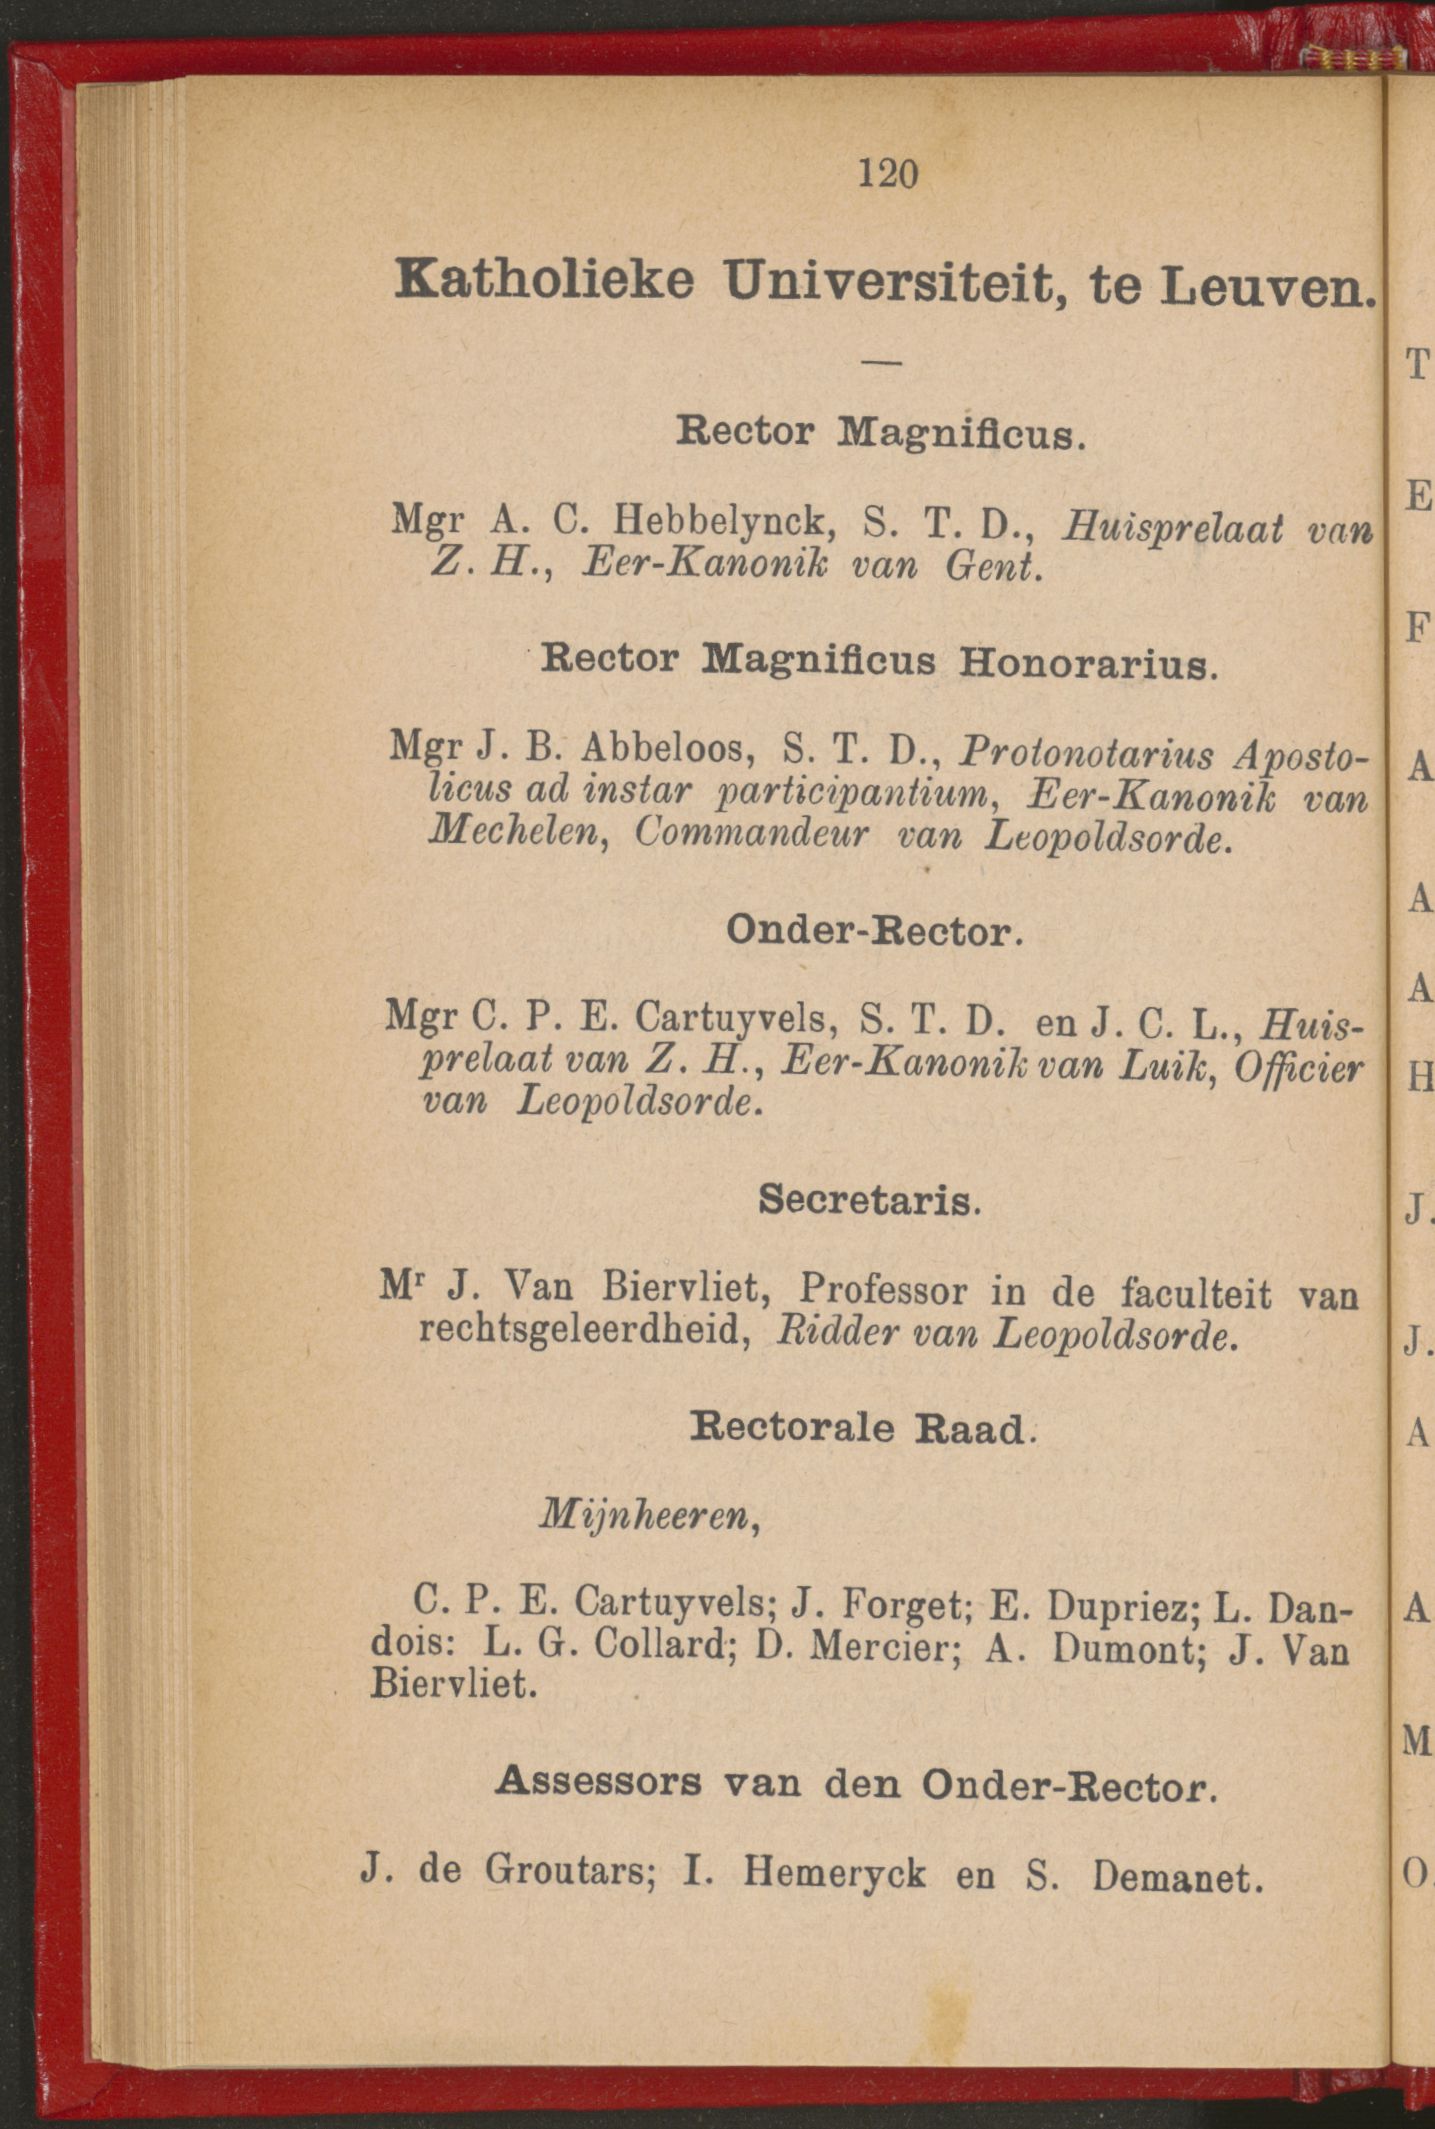 120
Katholieke Universiteit, te Leuven.
—
Rector Magnificus.
Mgr A. C. Hebbelynck, S. T. D., Huisprelaat van
Z. H., Eer-Kanonik van Gent.
Rector Magnificus Honorarius.
Mgr J. B. Abbeloos, S. T. D., Protonotarius Aposto-
licus ad instar participantium, Eer-Kanonik van
Mechelen, Commandeur van Leopoldsorde.
Onder-Rector.
Mgr C. P. E. Cartuyvels, S. T. D. en J. C. L., Huis-
prelaat van Z. H., Eer-Kanonik van Luik, Officier
van Leopoldsorde.
Secretaris.
Mr J. Van Biervliet, Professor in de faculteit van
rechtsgeleerdheid, Ridder van Leopoldsorde.
Rectorale Raad.
Mijnheeren,
C. P. E. Cartuyvels; J. Forget; E. Dupriez; L. Dan-
dois: L. G. Collard; D. Mercier; A. Dumont; J. Van
Biervliet.
Assessors van den Onder-Rector.
J. de Groutars; I. Hemeryck en S. Demanet.
T
E
F
A
A
A
H
J.
J.
A
A
M
O.